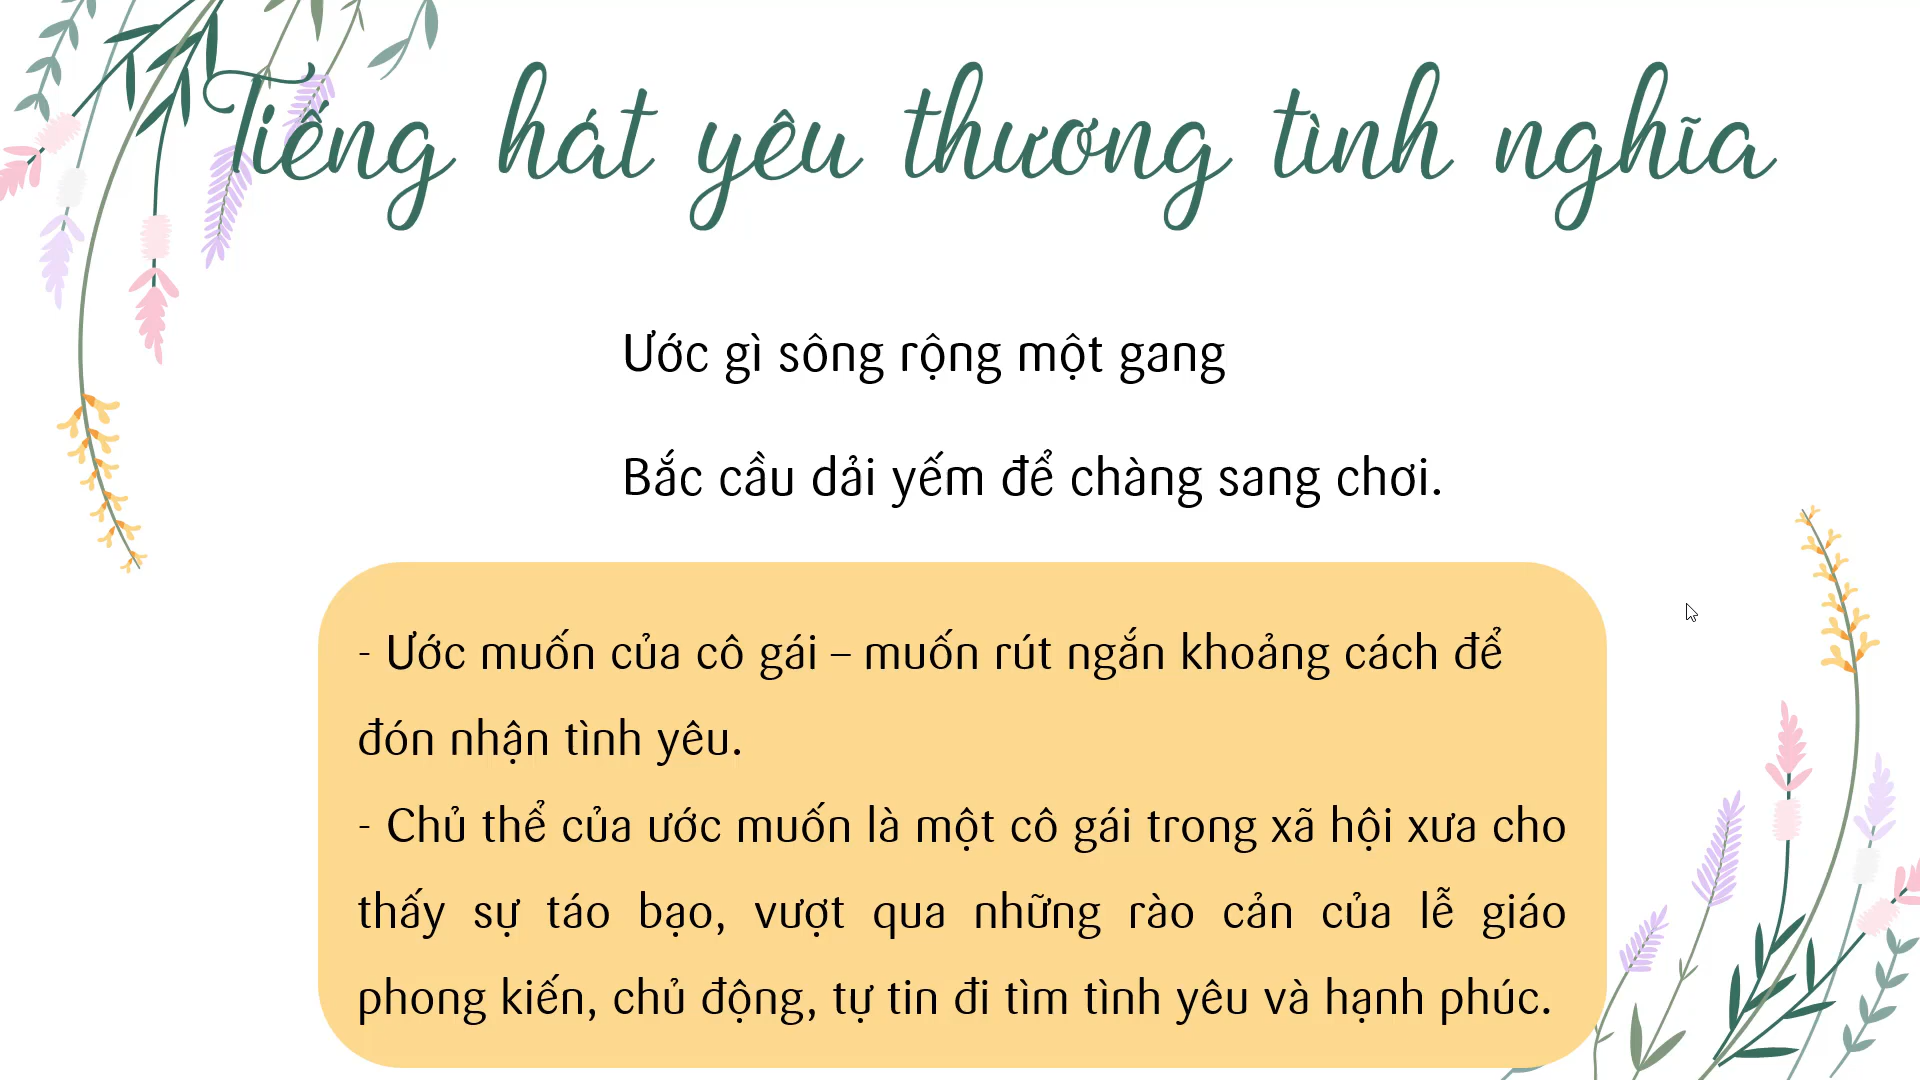 Tiếng hát yêu thương tình nghĩa
Ước gì sông rộng một gang
Bắc cầu dải yếm để chàng sang chơi.
- Ước muốn của cô gái – muốn rút ngắn khoảng cách để
đón nhận tình yêu.
- Chủ thể của ước muốn là một cô gái trong xã hội xưa cho
thấy sự táo bạo, vượt qua những rào cản của lễ giáo
phong kiến, chủ động, tự tin đi tìm tình yêu và hạnh phúc.